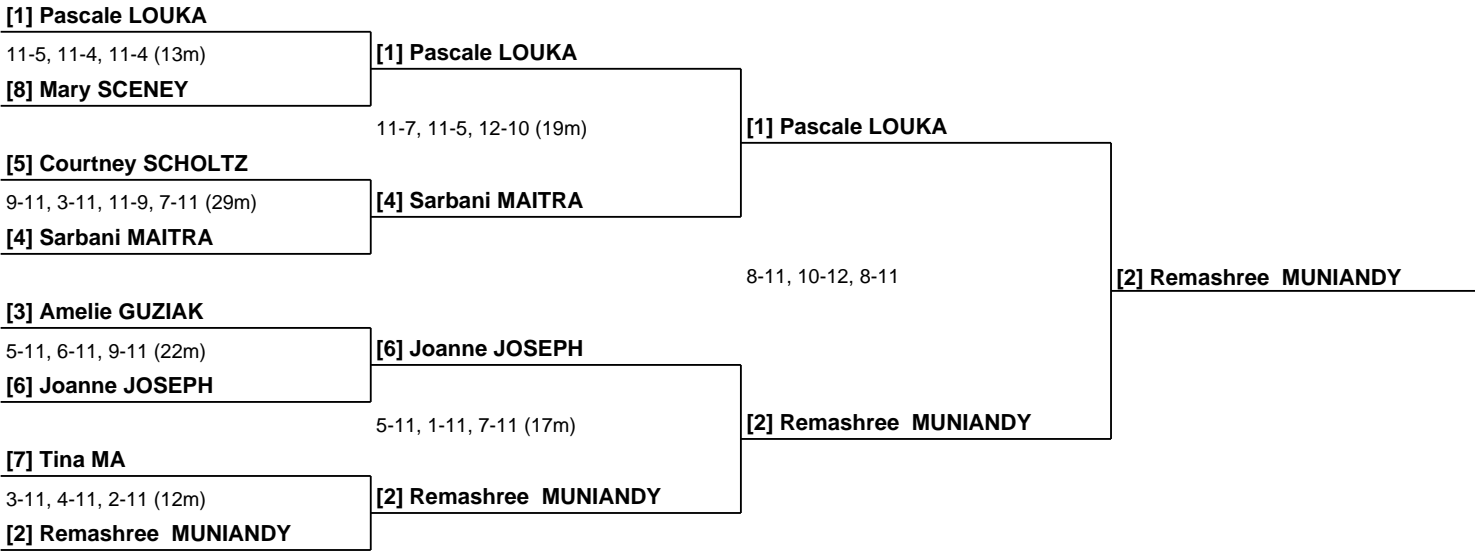 [1] Pascale LOUKA
11-5, 11-4, 11-4 (13m)
[8] Mary SCENEY
[5] Courtney SCHOLTZ
9-11, 3-11, 11-9, 7-11 (29m)
[4] Sarbani MAITRA
[3] Amelie GUZIAK
5-11, 6-11, 9-11 (22m)
[6] Joanne JOSEPH
[7] Tina MA
3-11, 4-11, 2-11 (12m)
[2] Remashree  MUNIANDY
[1] Pascale LOUKA
11-7, 11-5, 12-10 (19m)
[4] Sarbani MAITRA
[6] Joanne JOSEPH
5-11, 1-11, 7-11 (17m)
[2] Remashree  MUNIANDY
[1] Pascale LOUKA
8-11, 10-12, 8-11
[2] Remashree  MUNIANDY
[2] Remashree  MUNIANDY